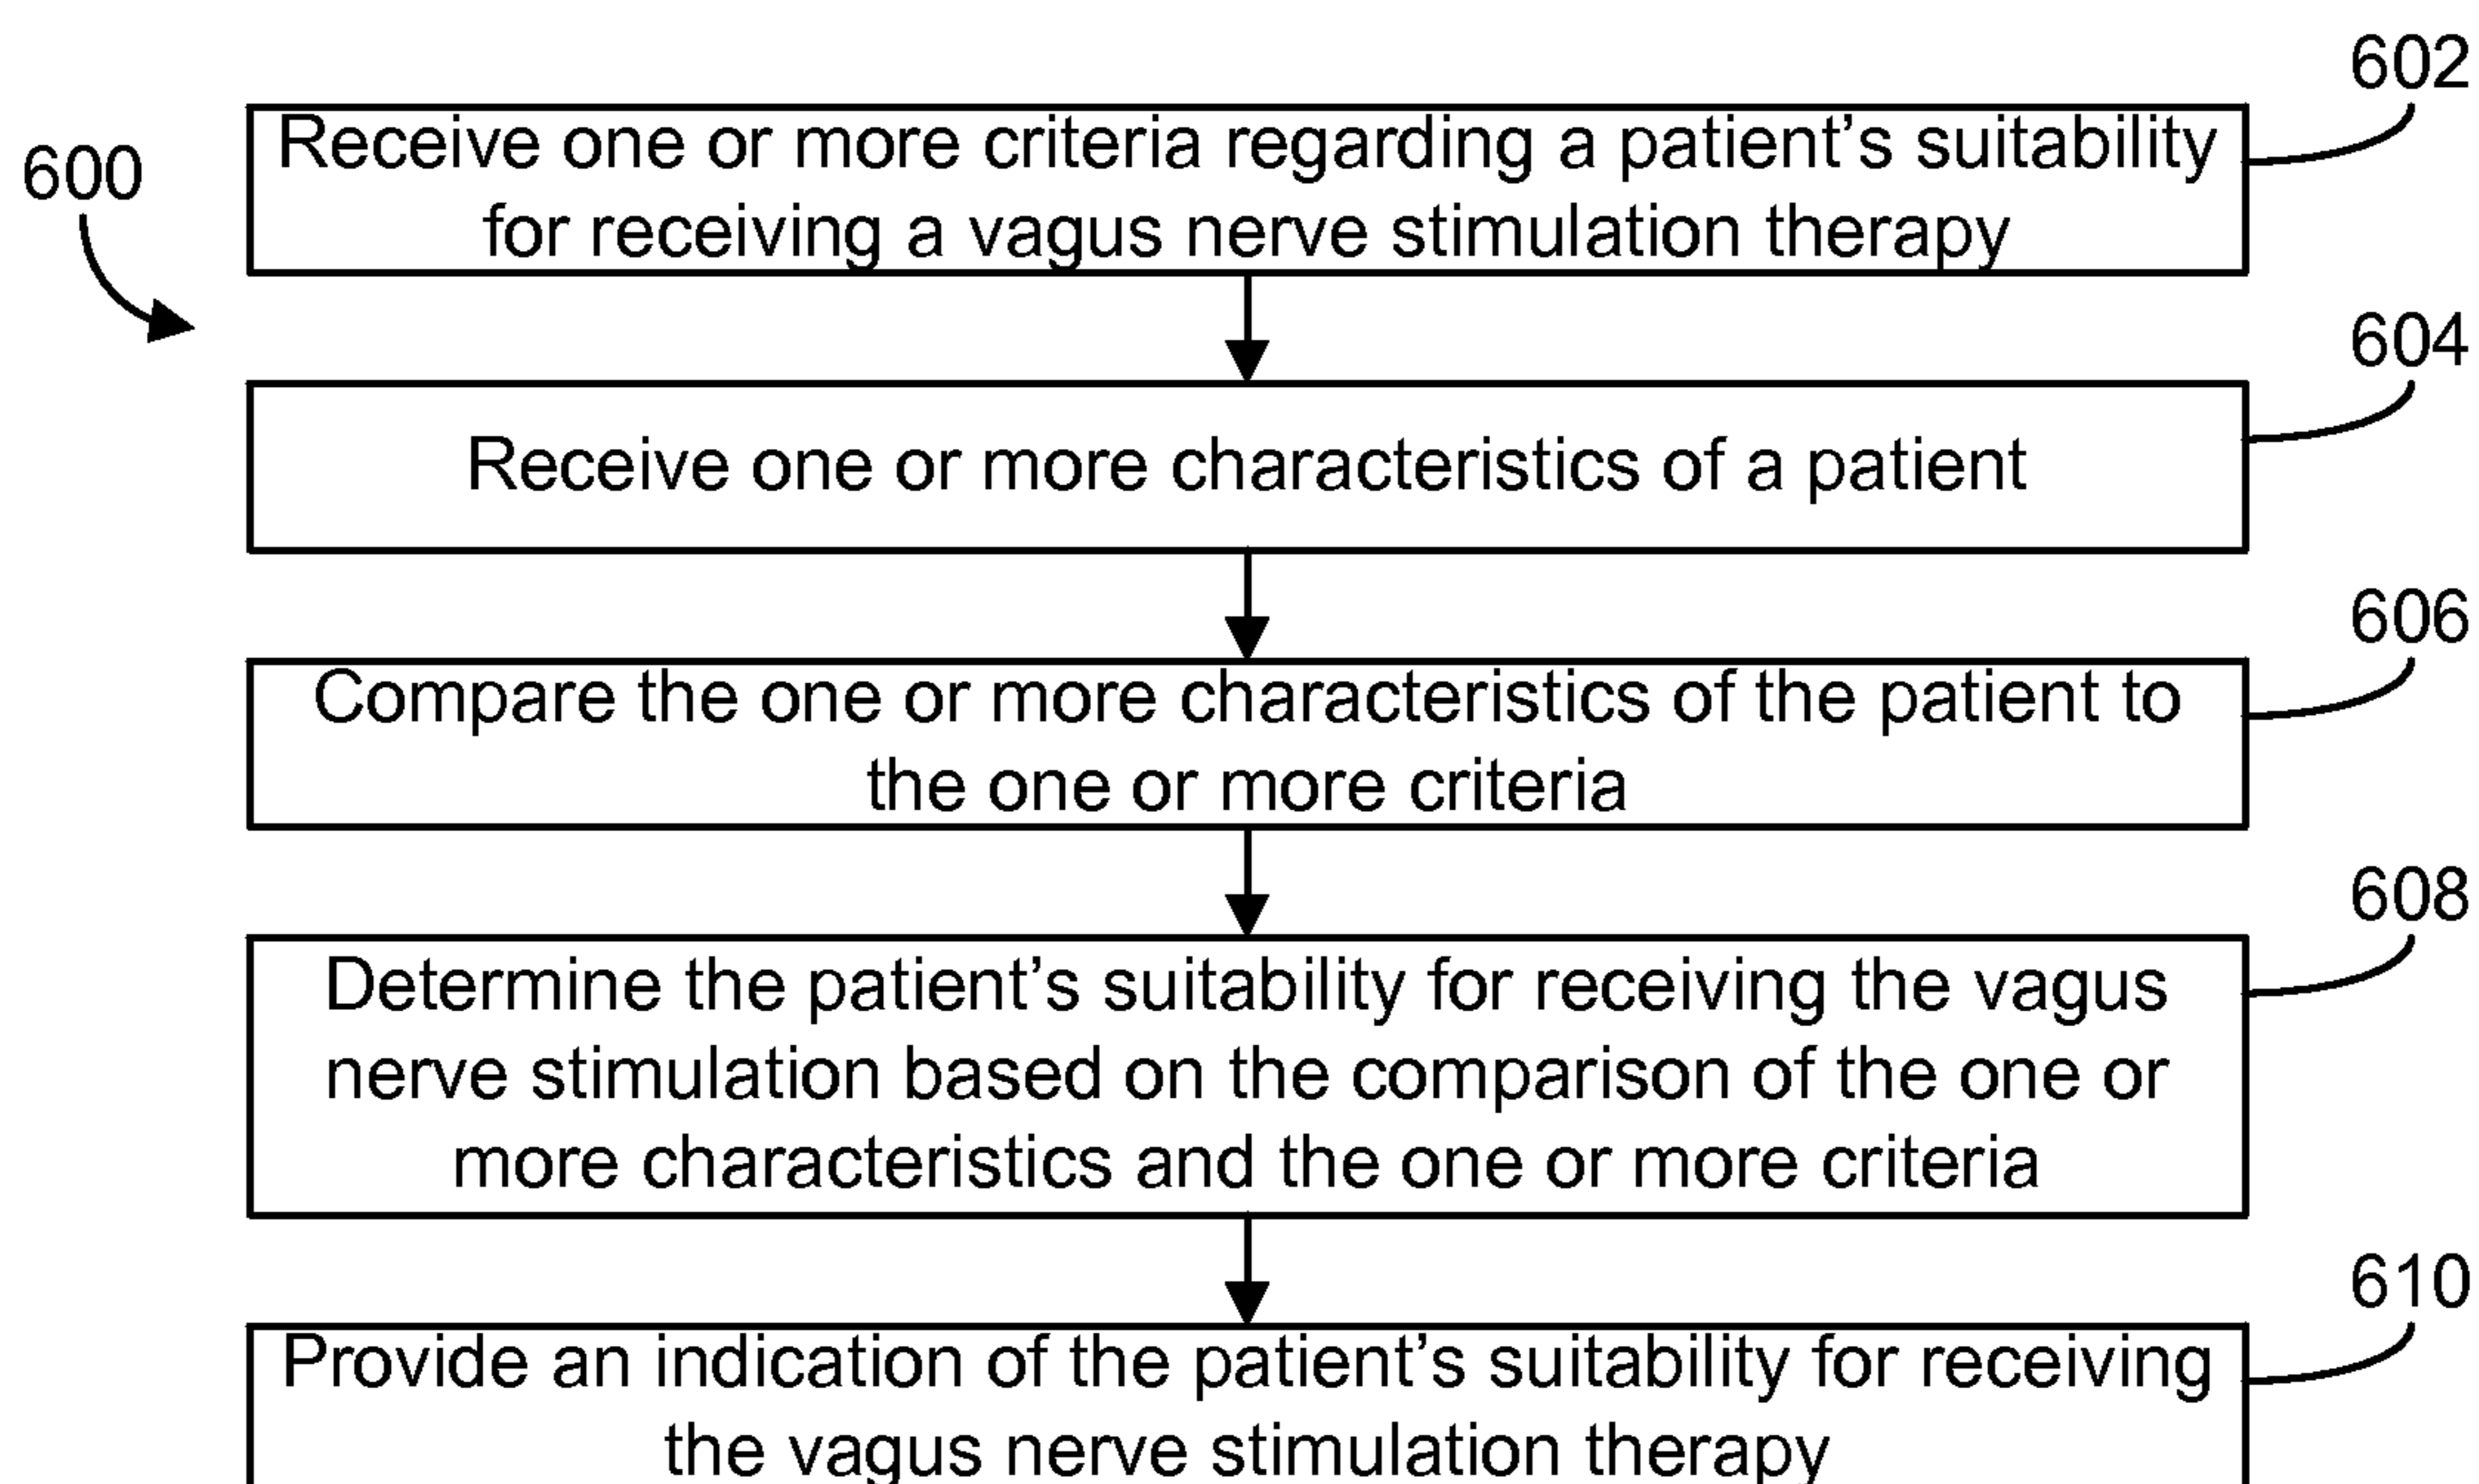 602
Receive one or more criteria regarding a patient’s suitability
for receiving a vagus nerve stimulation therapy
600
604
Receive one or more characteristics of a patient
606
Compare the one or more characteristics of the patient to
the one or more criteria
608
Determine the patient’s suitability for receiving the vagus
nerve stimulation based on the comparison of the one or
more characteristics and the one or more criteria
610
Provide an indication of the patient’s suitability for receiving
the vagus nerve stimulation therapy